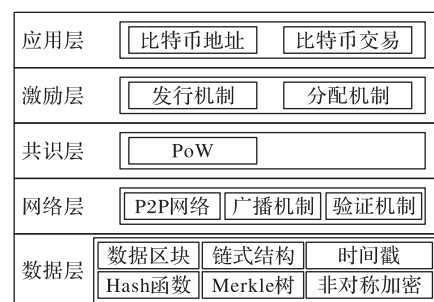 应用层 比特币地址 比特币交易
激励层 发行机制 分配机制
共识层 PoW
网络层 P2P网络 广播机制 验证机制
数据层 数据区块 链式结构 时间戳
Hash函数 Merkle树 非对称加密